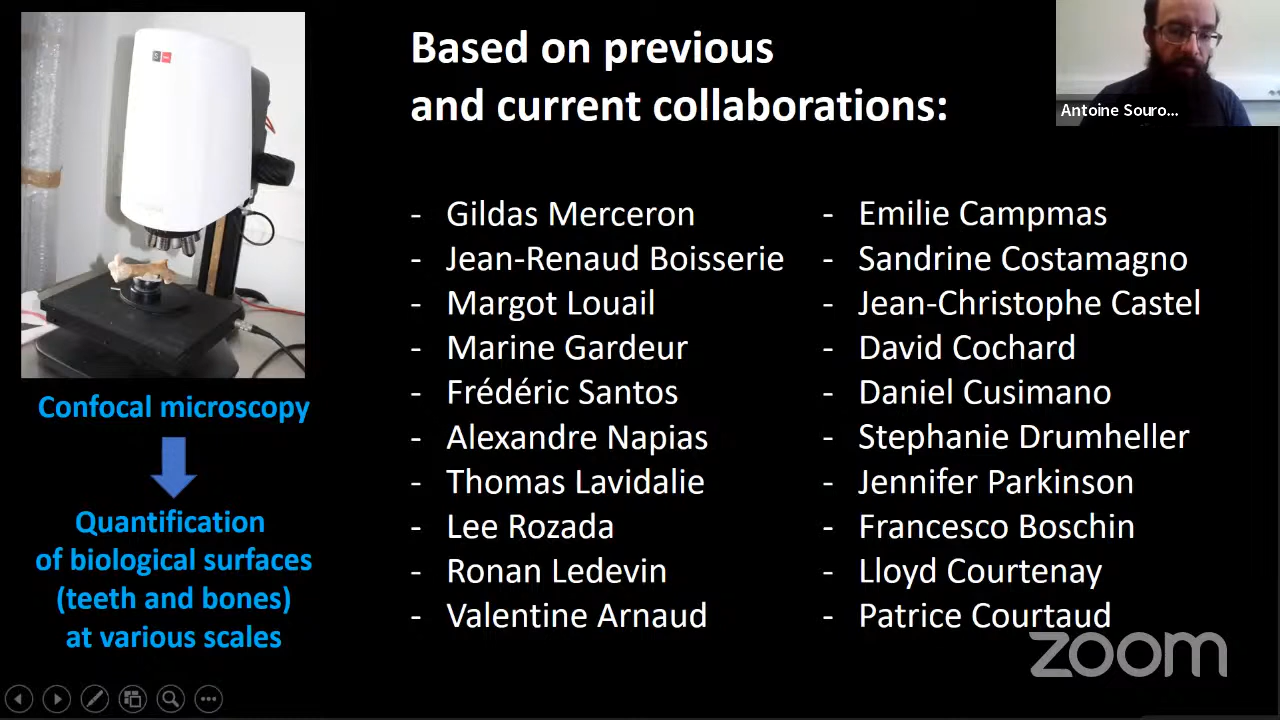 Based on previous
and current collaborations:
Antoine Souro...
- Gildas Merceron
- Jean-Renaud Boisserie
- Margot Louail
- Marine Gardeur
- Frédéric Santos
- Alexandre Napias
- Thomas Lavidalie
- Lee Rozada
- Ronan Ledevin
- Valentine Arnaud
- Emilie Campmas
- Sandrine Costamagno
- Jean-Christophe Castel
- David Cochard
- Daniel Cusimano
- Stephanie Drumheller
- Jennifer Parkinson
- Francesco Boschin
- Lloyd Courtenay
- Patrice Courtaud
Confocal microscopy
Quantification
of biological surfaces
(teeth and bones)
at various scales
zoom